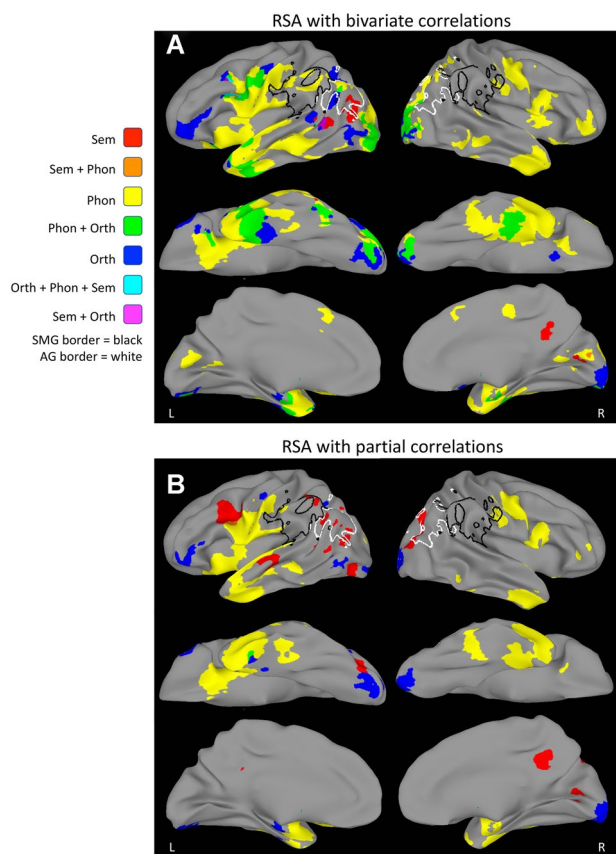 RSA with bivariate correlations
A
Sem
Sem + Phon
Phon
Phon + Orth
Orth
Orth + Phon + Sem
Sem + Orth
SMG border = black
AG border = white
L
R
RSA with partial correlations
B
L
R